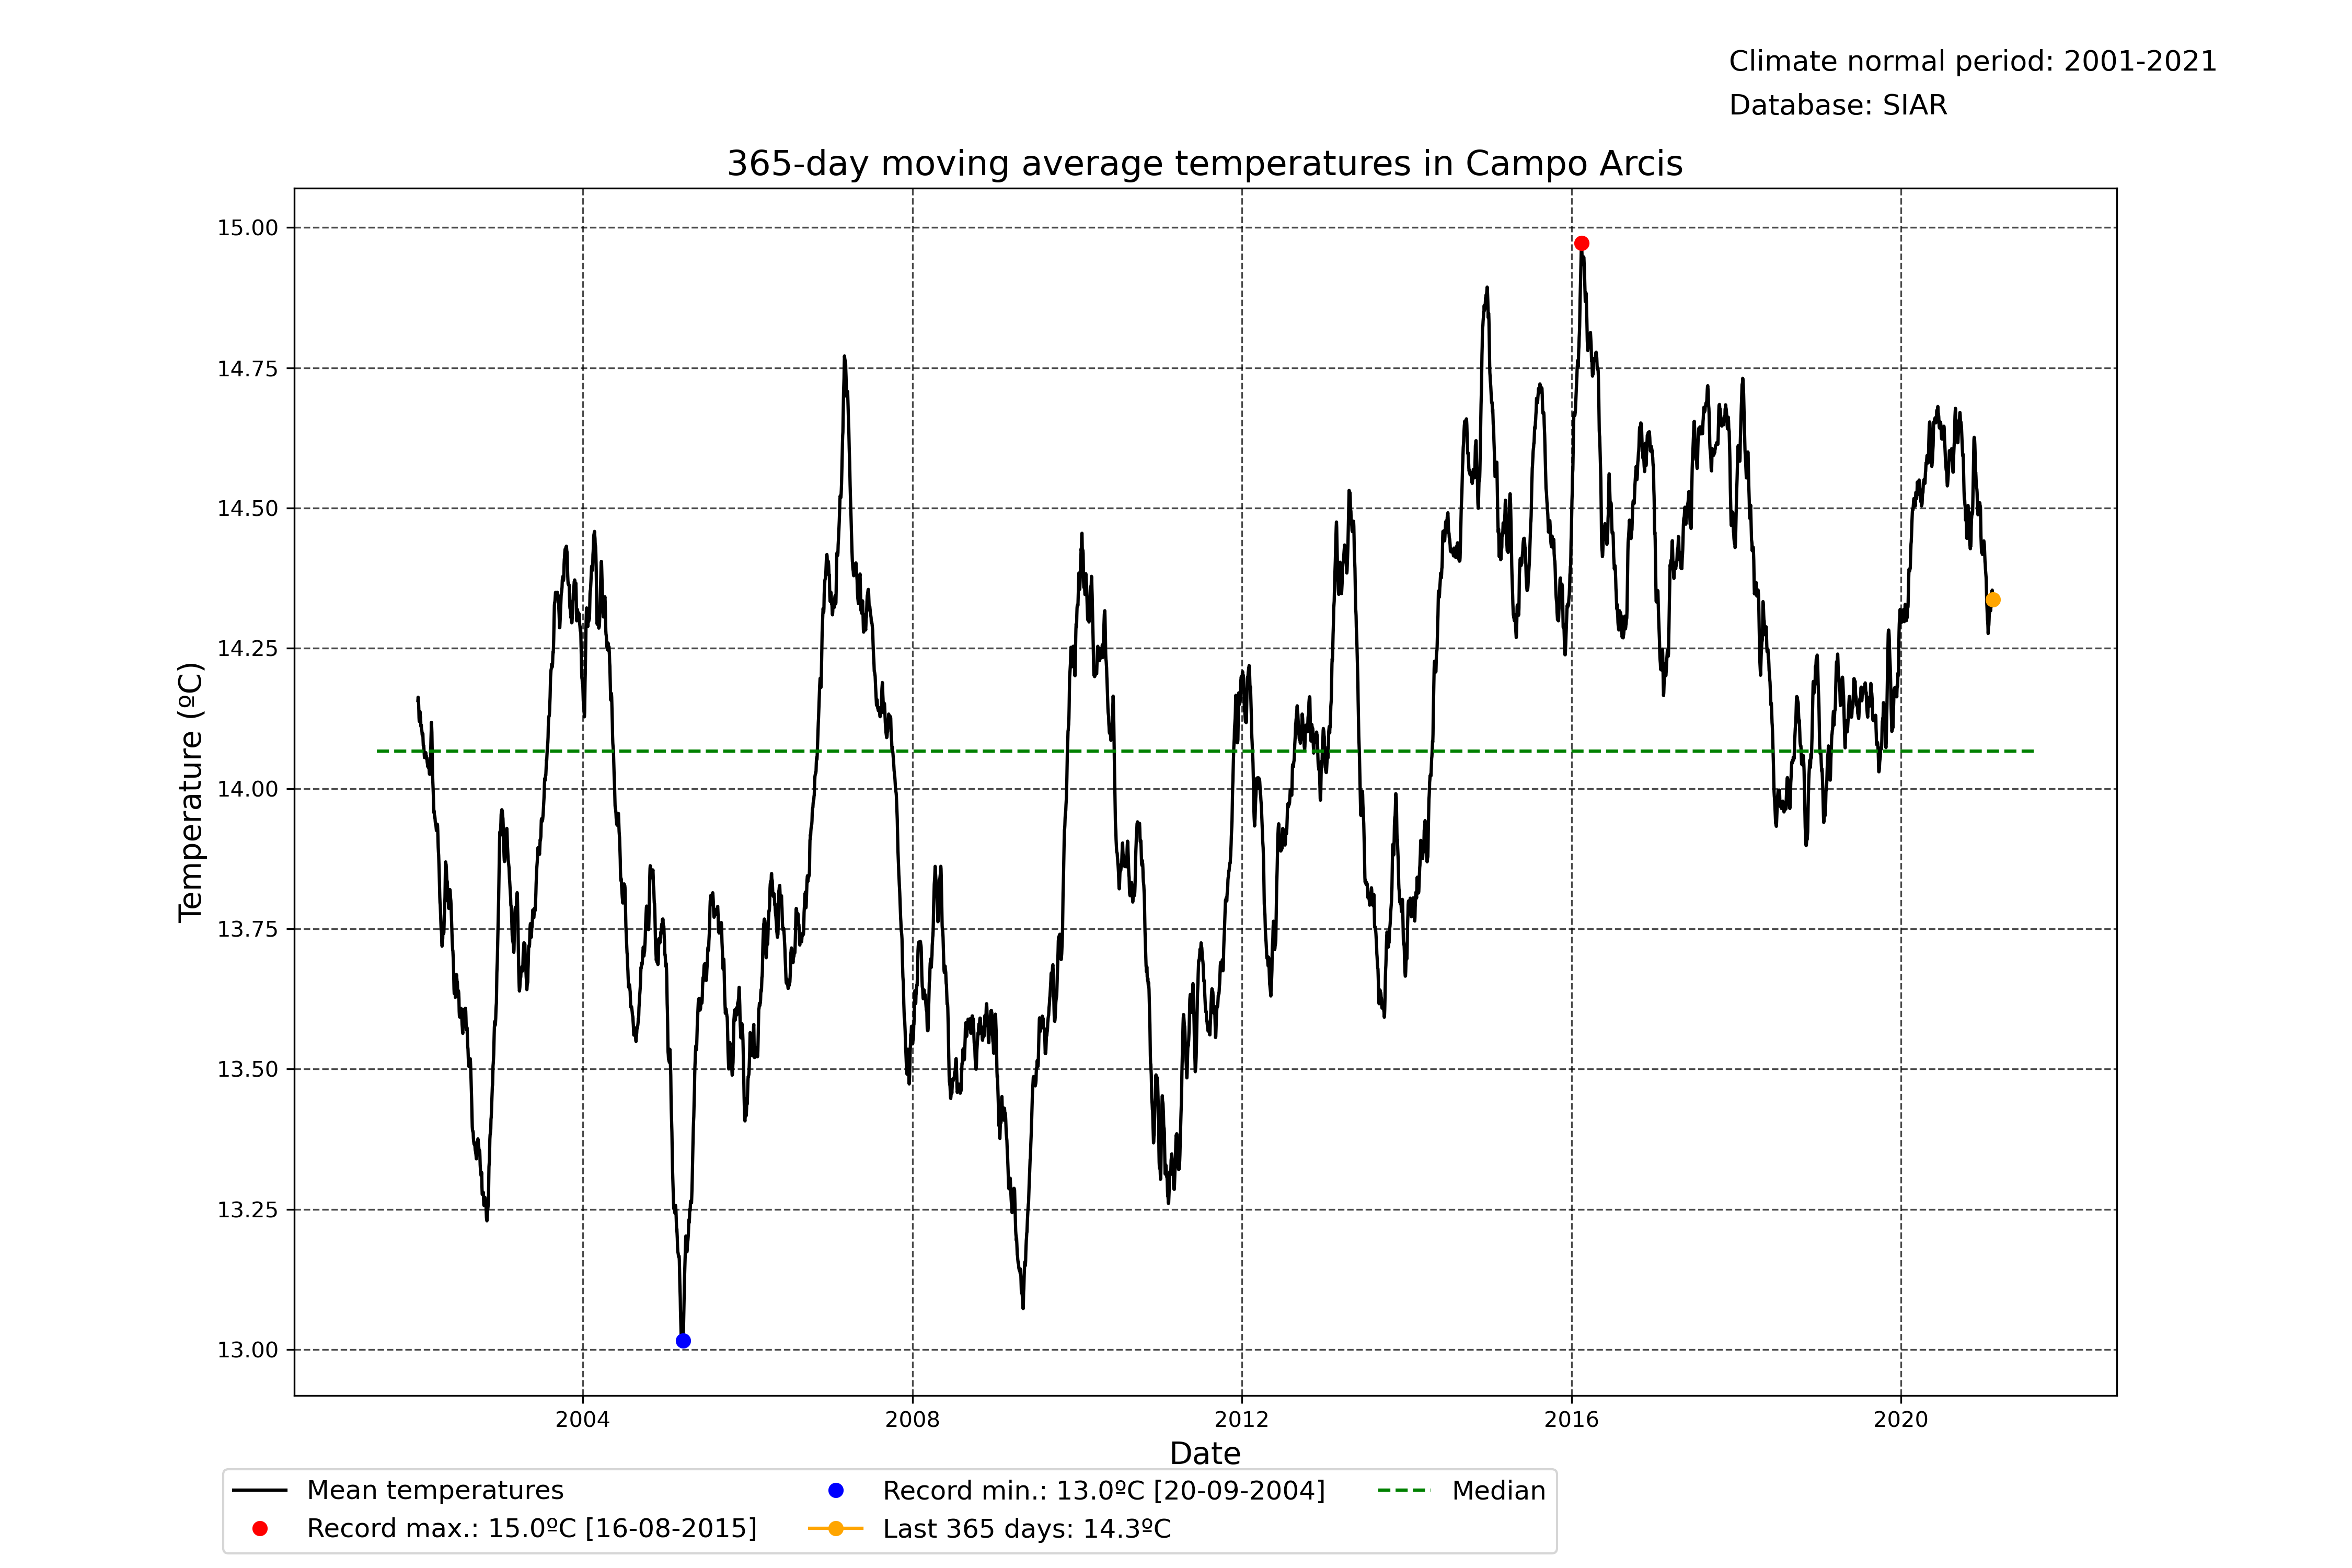 Climate normal period: 2001-2021
Database: SIAR
365-day moving average temperatures in Campo Arcis
Temperature (ºC)
15.00
14.75
14.50
14.25
14.00
13.75
13.50
13.25
13.00
2004 2008 2012 2016 2020
Date
Mean temperatures
Record max.: 15.0ºC [16-08-2015]
Record min.: 13.0ºC [20-09-2004]
Last 365 days: 14.3ºC
Median